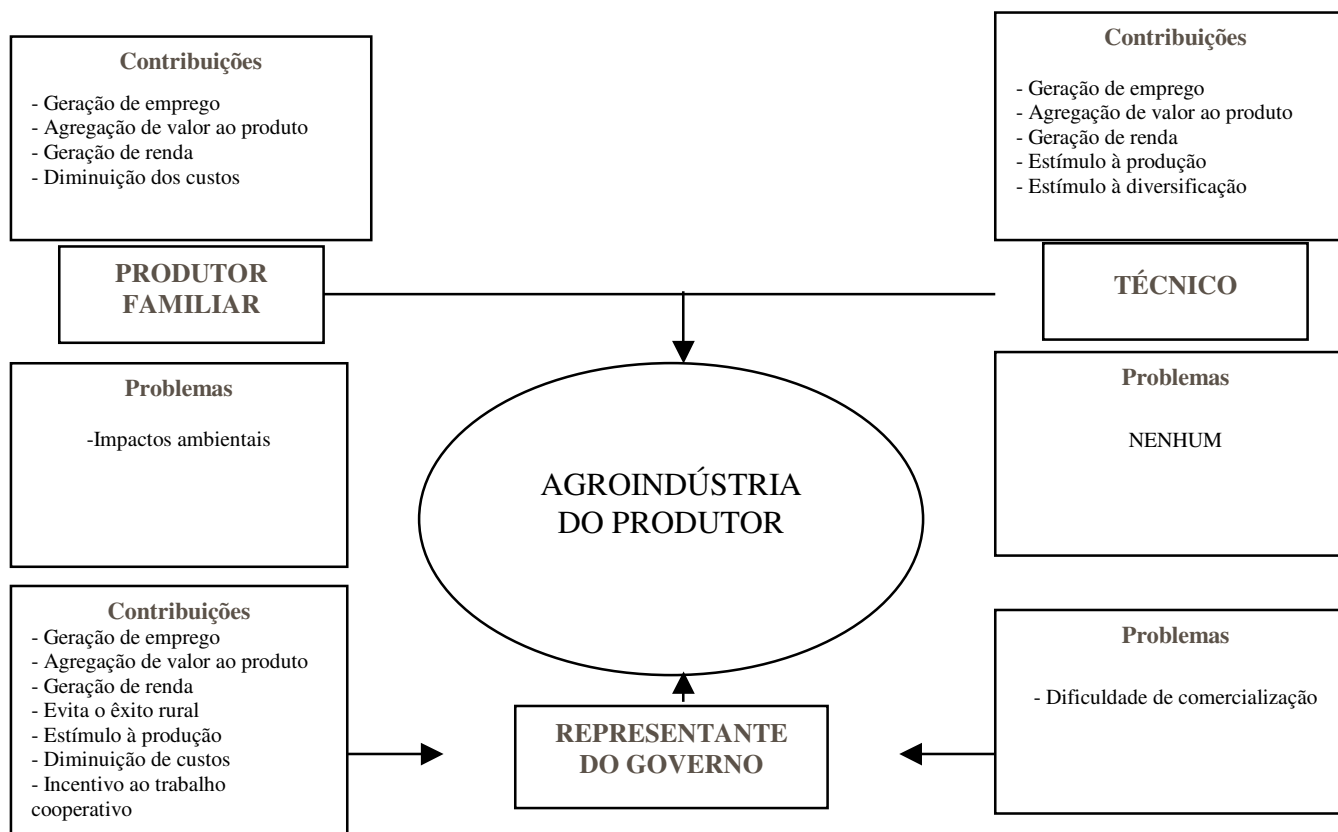 Contribuições
- Geração de emprego
- Agregação de valor ao produto
- Geração de renda
- Diminuição dos custos
PRODUTOR
FAMILIAR
Problemas
-Impactos ambientais
Contribuições
- Geração de emprego
- Agregação de valor ao produto
- Geração de renda
- Estímulo à produção
- Estímulo à diversificação
TÉCNICO
Problemas
NENHUM
AGROINDÚSTRIA
DO PRODUTOR
Contribuições
- Geração de emprego
- Agregação de valor ao produto
- Geração de renda
- Evita o êxito rural
- Estímulo à produção
- Diminuição de custos
- Incentivo ao trabalho
cooperativo
REPRESENTANTE
DO GOVERNO
Problemas
- Dificuldade de comercialização